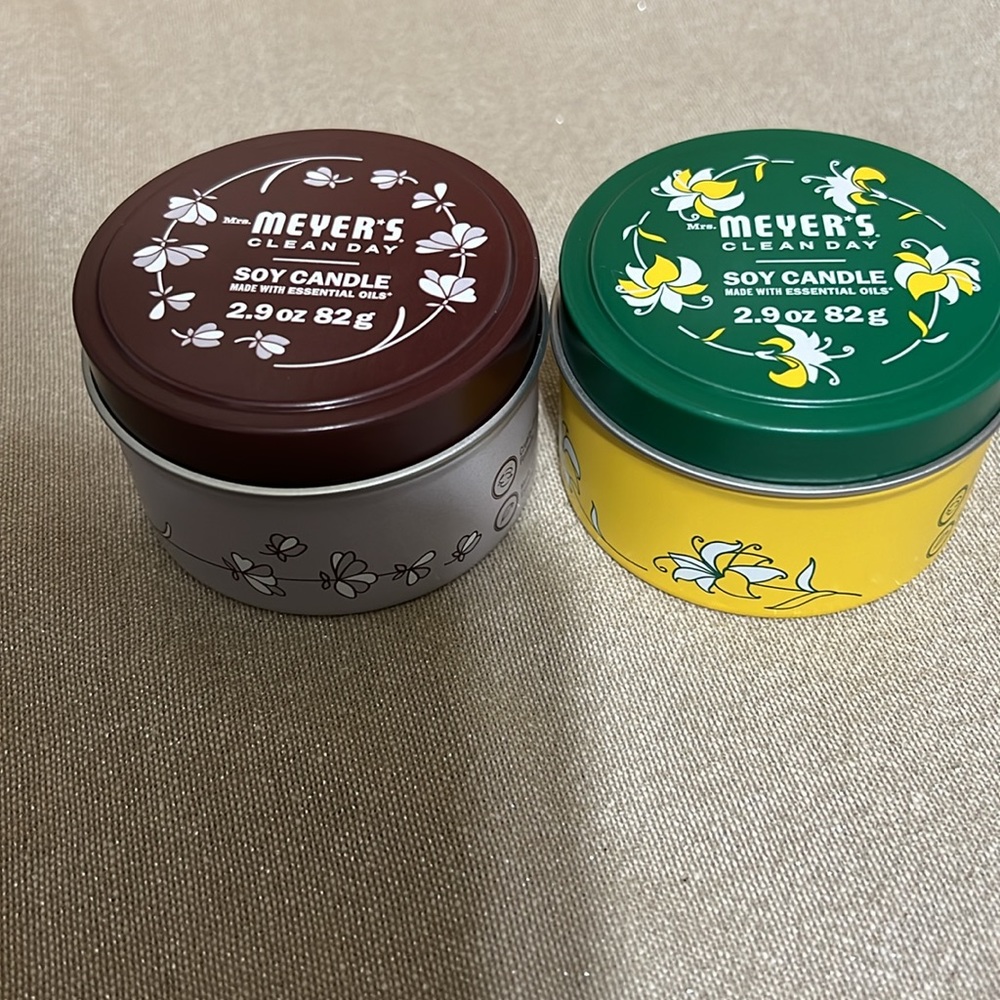 Mrs. MEYER'S
CLEAN DAY
SOY CANDLE
MADE WITH ESSENTIAL OILS*
2.9 oz 82 g
Mrs. MEYER'S
CLEAN DAY
SOY CANDLE
MADE WITH ESSENTIAL OILS*
2.9 oz 82 g